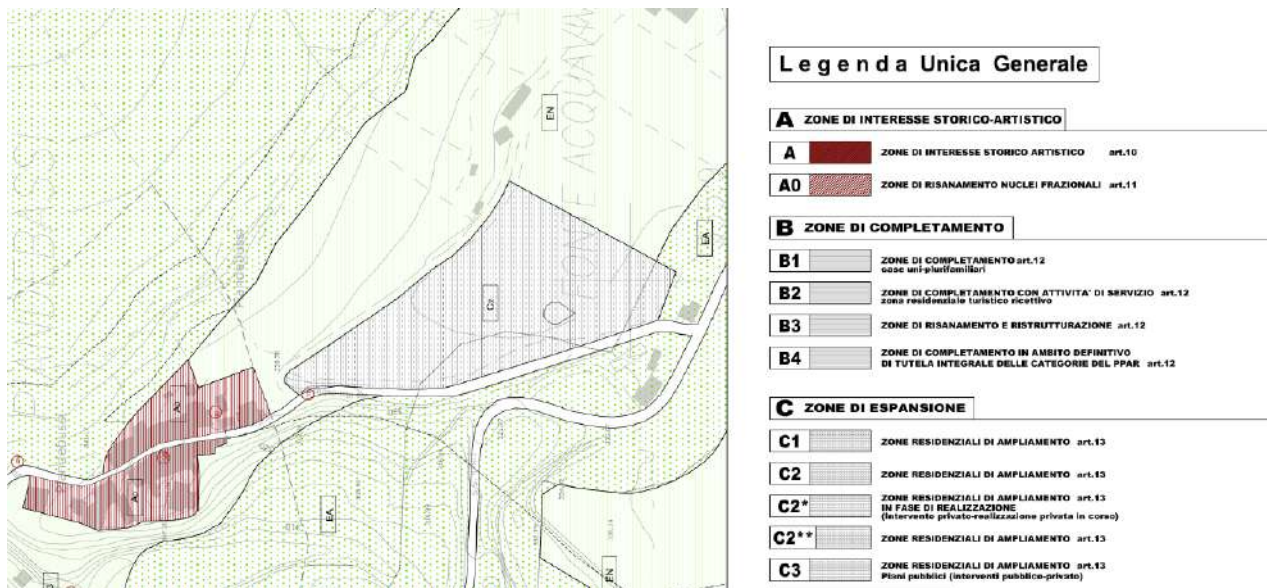 EN
FONTE ACQUAVIVA
EA
C2
A0
A0
EA
EN
Legenda Unica Generale
A ZONE DI INTERESSE STORICO-ARTISTICO
A ZONE DI INTERESSE STORICO ARTISTICO art.10
A0 ZONE DI RISANAMENTO NUCLEI FRAZIONALI art.11
B ZONE DI COMPLETAMENTO
B1 ZONE DI COMPLETAMENTO art.12
case uni-plurifamiliari
B2 ZONE DI COMPLETAMENTO CON ATTIVITA' DI SERVIZIO art.12
zona residenziale turistico ricettivo
B3 ZONE DI RISANAMENTO E RISTRUTTURAZIONE art.12
B4 ZONE DI COMPLETAMENTO IN AMBITO DEFINITIVO
DI TUTELA INTEGRALE DELLE CATEGORIE DEL PPAR art.12
C ZONE DI ESPANSIONE
C1 ZONE RESIDENZIALI DI AMPLIAMENTO art.13
C2 ZONE RESIDENZIALI DI AMPLIAMENTO art.13
C2* ZONE RESIDENZIALI DI AMPLIAMENTO art.13
IN FASE DI REALIZZAZIONE
(intervento privato-realizzazione privata in corso)
C2** ZONE RESIDENZIALI DI AMPLIAMENTO art.13
C3 ZONE RESIDENZIALI DI AMPLIAMENTO art.13
Piani pubblici (interventi pubblico-privato)